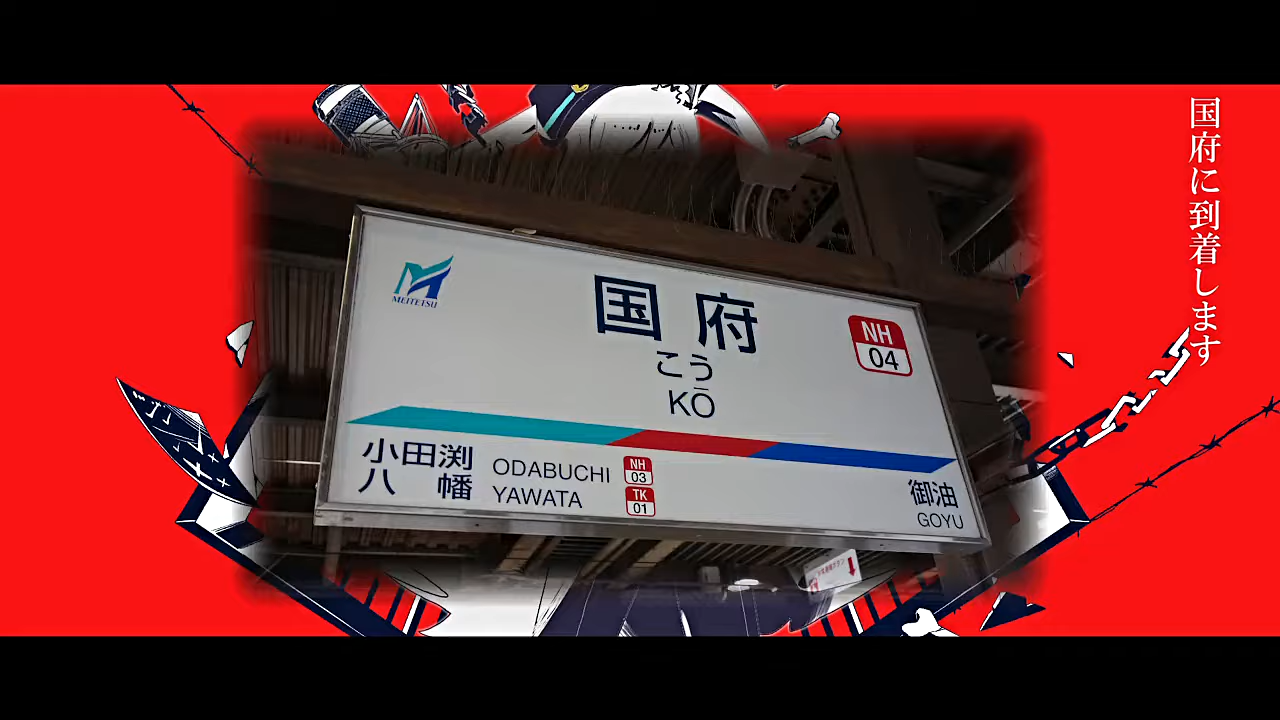 国府に到着します
MEITETSU
国府
こう
KŌ
NH
04
小田渕 ODABUCHI NH 03
八幡 YAWATA TK 01
御油
GOYU